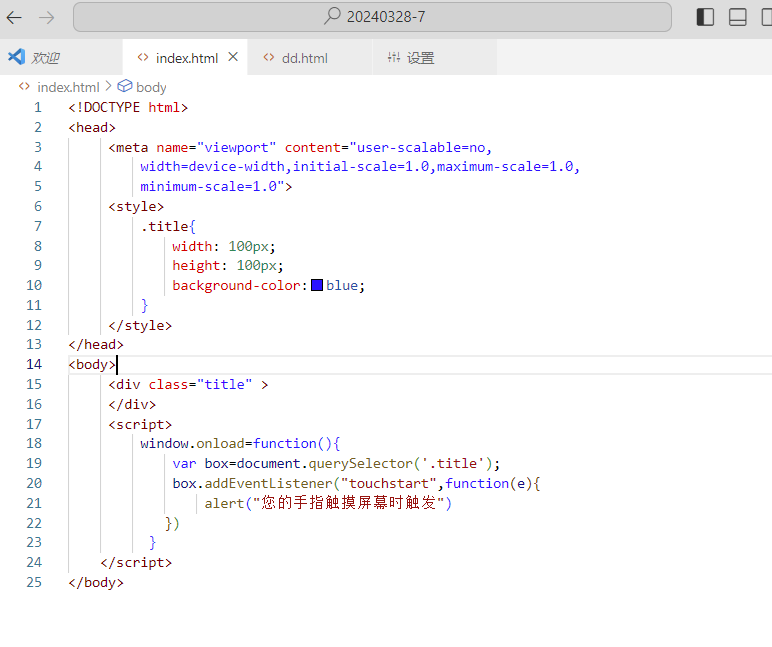 20240328-7
欢迎
index.html
dd.html
设置
index.html > body
1 <!DOCTYPE html>
2 <head>
3 <meta name="viewport" content="user-scalable=no,
4 width=device-width,initial-scale=1.0,maximum-scale=1.0,
5 minimum-scale=1.0">
6 <style>
7 .title{
8 width: 100px;
9 height: 100px;
10 background-color:blue;
11 }
12 </style>
13 </head>
14 <body>
15 <div class="title" >
16 </div>
17 <script>
18 window.onload=function(){
19 var box=document.querySelector('.title');
20 box.addEventListener("touchstart",function(e){
21 alert("您的手指触摸屏幕时触发")
22 })
23 }
24 </script>
25 </body>